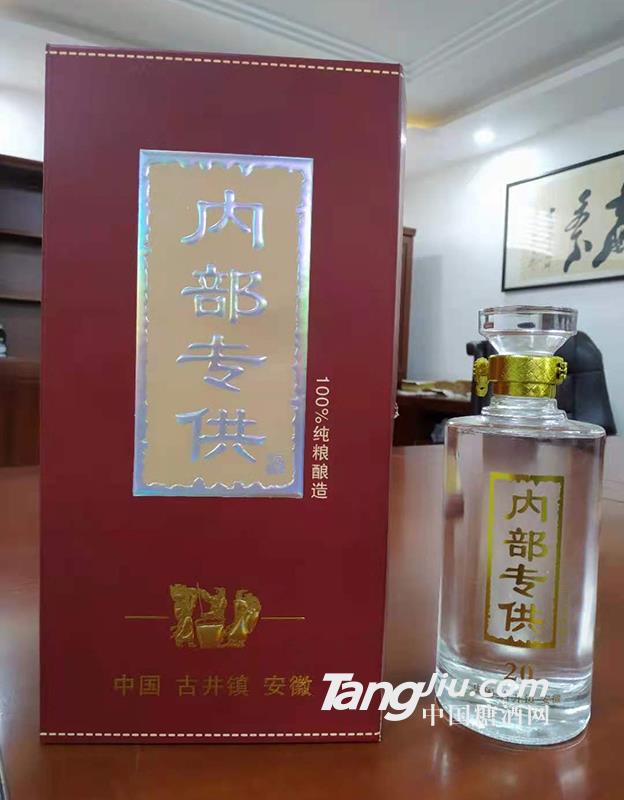 内部专供
100%纯粮酿造
中国 古井镇 安徽
内部专供
20
TangJiu.com
中国糖酒网